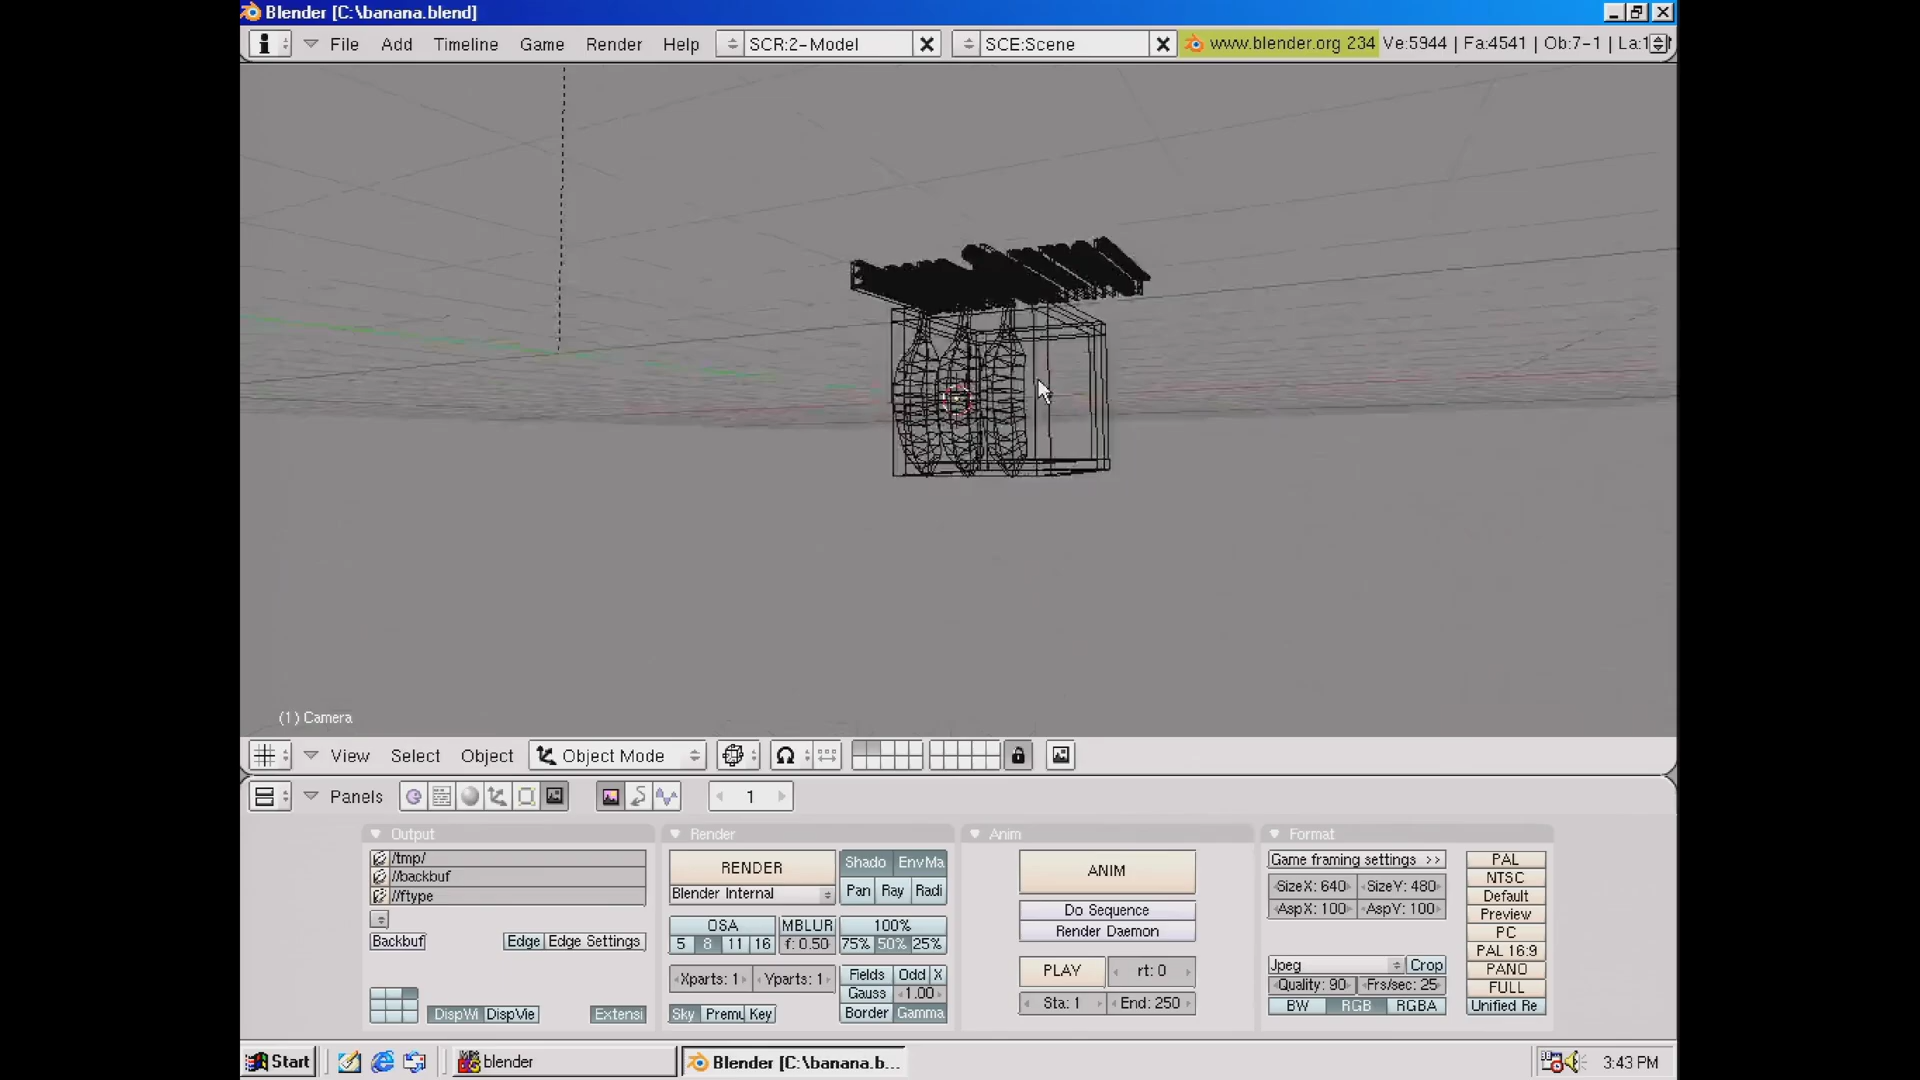 Blender [C:\banana.blend]
File Add Timeline Game Render Help SCR:2-Model SCE:Scene www.blender.org 234 Ve:5944 | Fa:4541 | Ob:7-1 | La:1
(1) Camera
View Select Object Object Mode
Panels 1
Output Render Anim Format
/tmp/
//backbuf
//ftype
Backbuf Edge Edge Settings
DispWi DispVie Extensi
RENDER Shado EnvMa
Blender Internal Pan Ray Radi
OSA MBLUR 100%
5 8 11 16 f: 0.50 75% 50% 25%
Xparts: 1 Yparts: 1 Fields Odd X
Gauss 1.00
Sky Premu Key Border Gamma
ANIM
Do Sequence
Render Daemon
PLAY rt: 0
Sta: 1 End: 250
Game framing settings >> PAL
NTSC
SizeX: 640 SizeY: 480 Default
AspX: 100 AspY: 100 Preview
PC
PAL 16:9
Jpeg Crop PANO
Quality: 90 Frs/sec: 25 FULL
BW RGB RGBA Unified Re
Start blender Blender [C:\banana.b... 3:43 PM